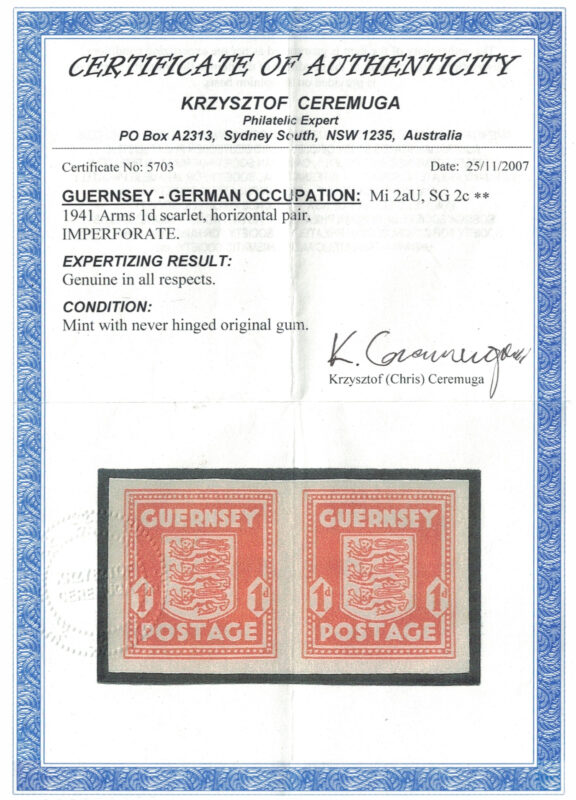 CERTIFICATE OF AUTHENTICITY
KRZYSZTOF CEREMUGA
Philatelic Expert
PO Box A2313, Sydney South, NSW 1235, Australia
Certificate No: 5703
Date: 25/11/2007
GUERNSEY - GERMAN OCCUPATION: Mi 2aU, SG 2c **
1941 Arms 1d scarlet, horizontal pair,
IMPERFORATE.
EXPERTIZING RESULT:
Genuine in all respects.
CONDITION:
Mint with never hinged original gum.
K. Ceremuga
Krzysztof (Chris) Ceremuga
GUERNSEY GUERNSEY
1d 1d 1d 1d
POSTAGE POSTAGE